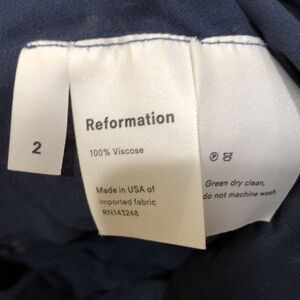 2
Reformation
100% Viscose
Made in USA of
imported fabric
RN143248
Green dry clean,
do not machine wash